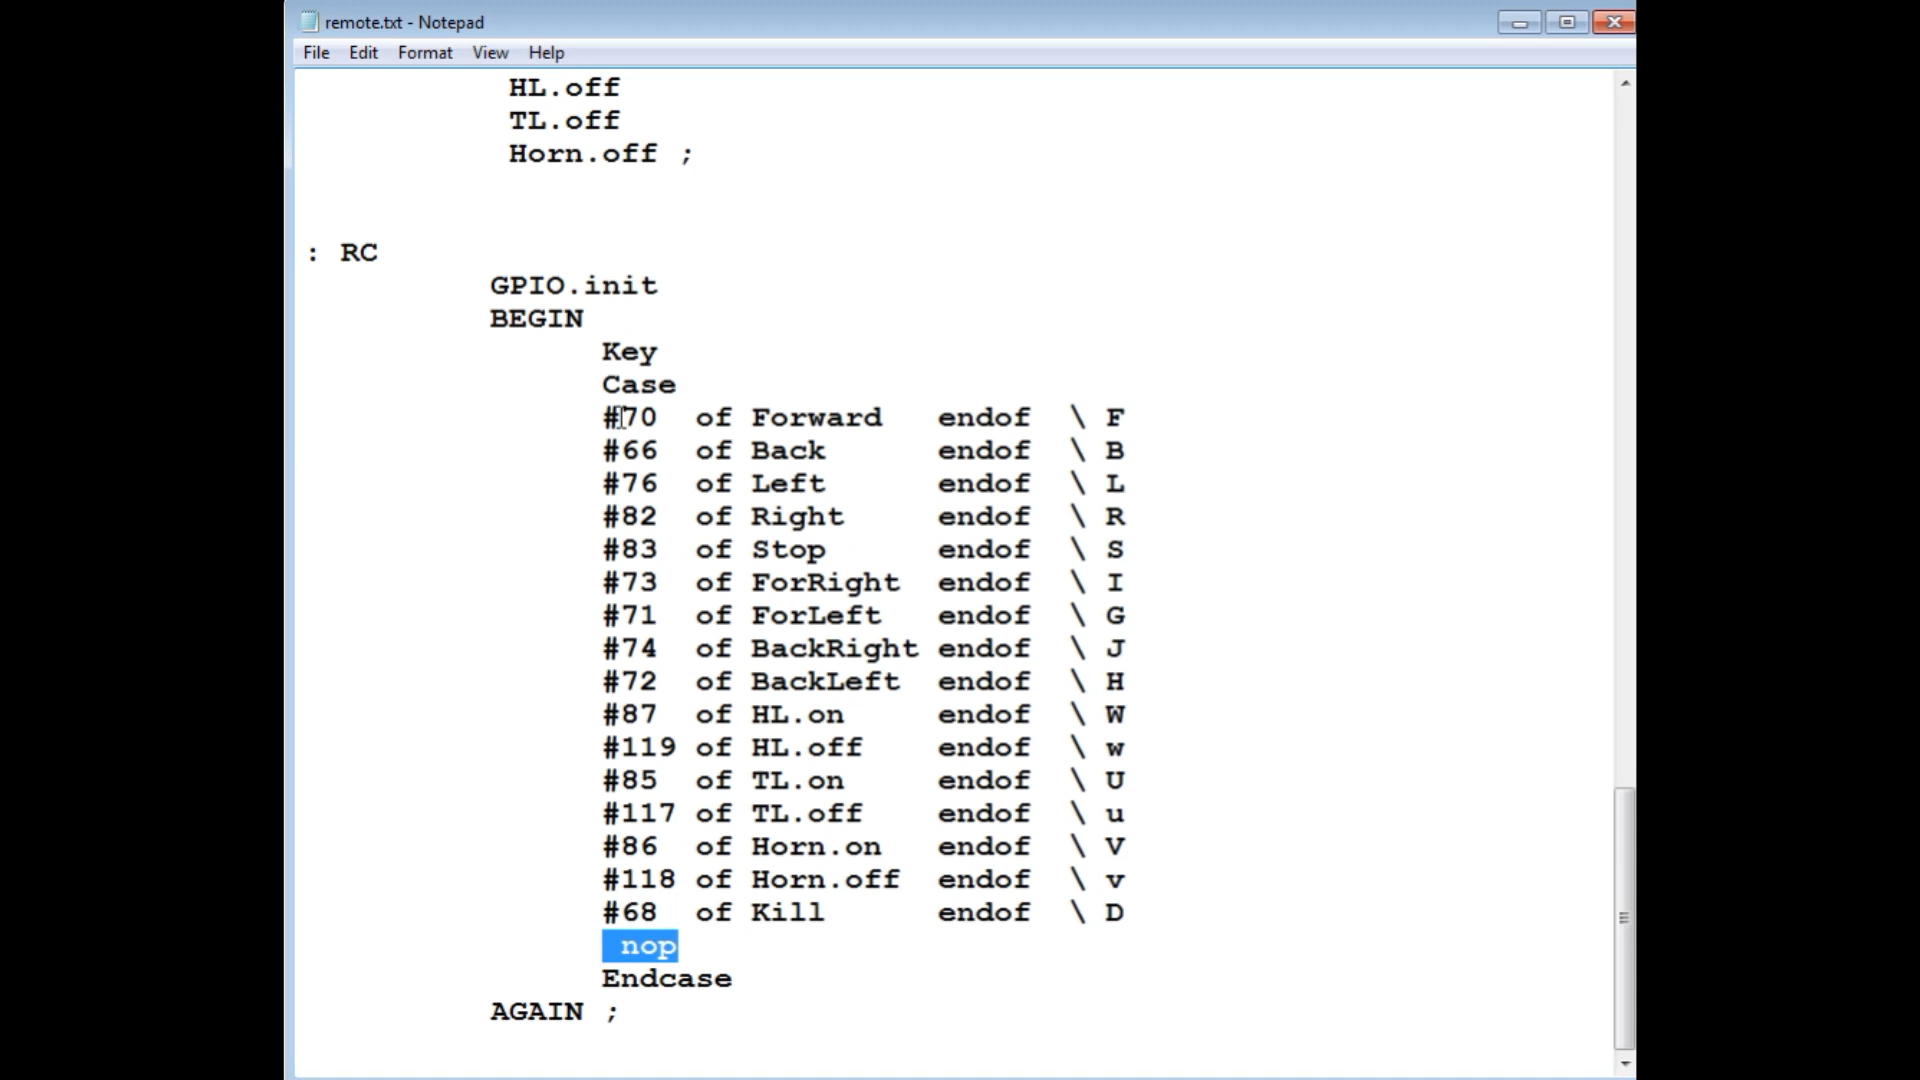 remote.txt - Notepad
File Edit Format View Help
HL.off
TL.off
Horn.off ;
: RC
GPIO.init
BEGIN
Key
Case
#70 of Forward endof \ F
#66 of Back endof \ B
#76 of Left endof \ L
#82 of Right endof \ R
#83 of Stop endof \ S
#73 of ForRight endof \ I
#71 of ForLeft endof \ G
#74 of BackRight endof \ J
#72 of BackLeft endof \ H
#87 of HL.on endof \ W
#119 of HL.off endof \ w
#85 of TL.on endof \ U
#117 of TL.off endof \ u
#86 of Horn.on endof \ V
#118 of Horn.off endof \ v
#68 of Kill endof \ D
nop
Endcase
AGAIN ;